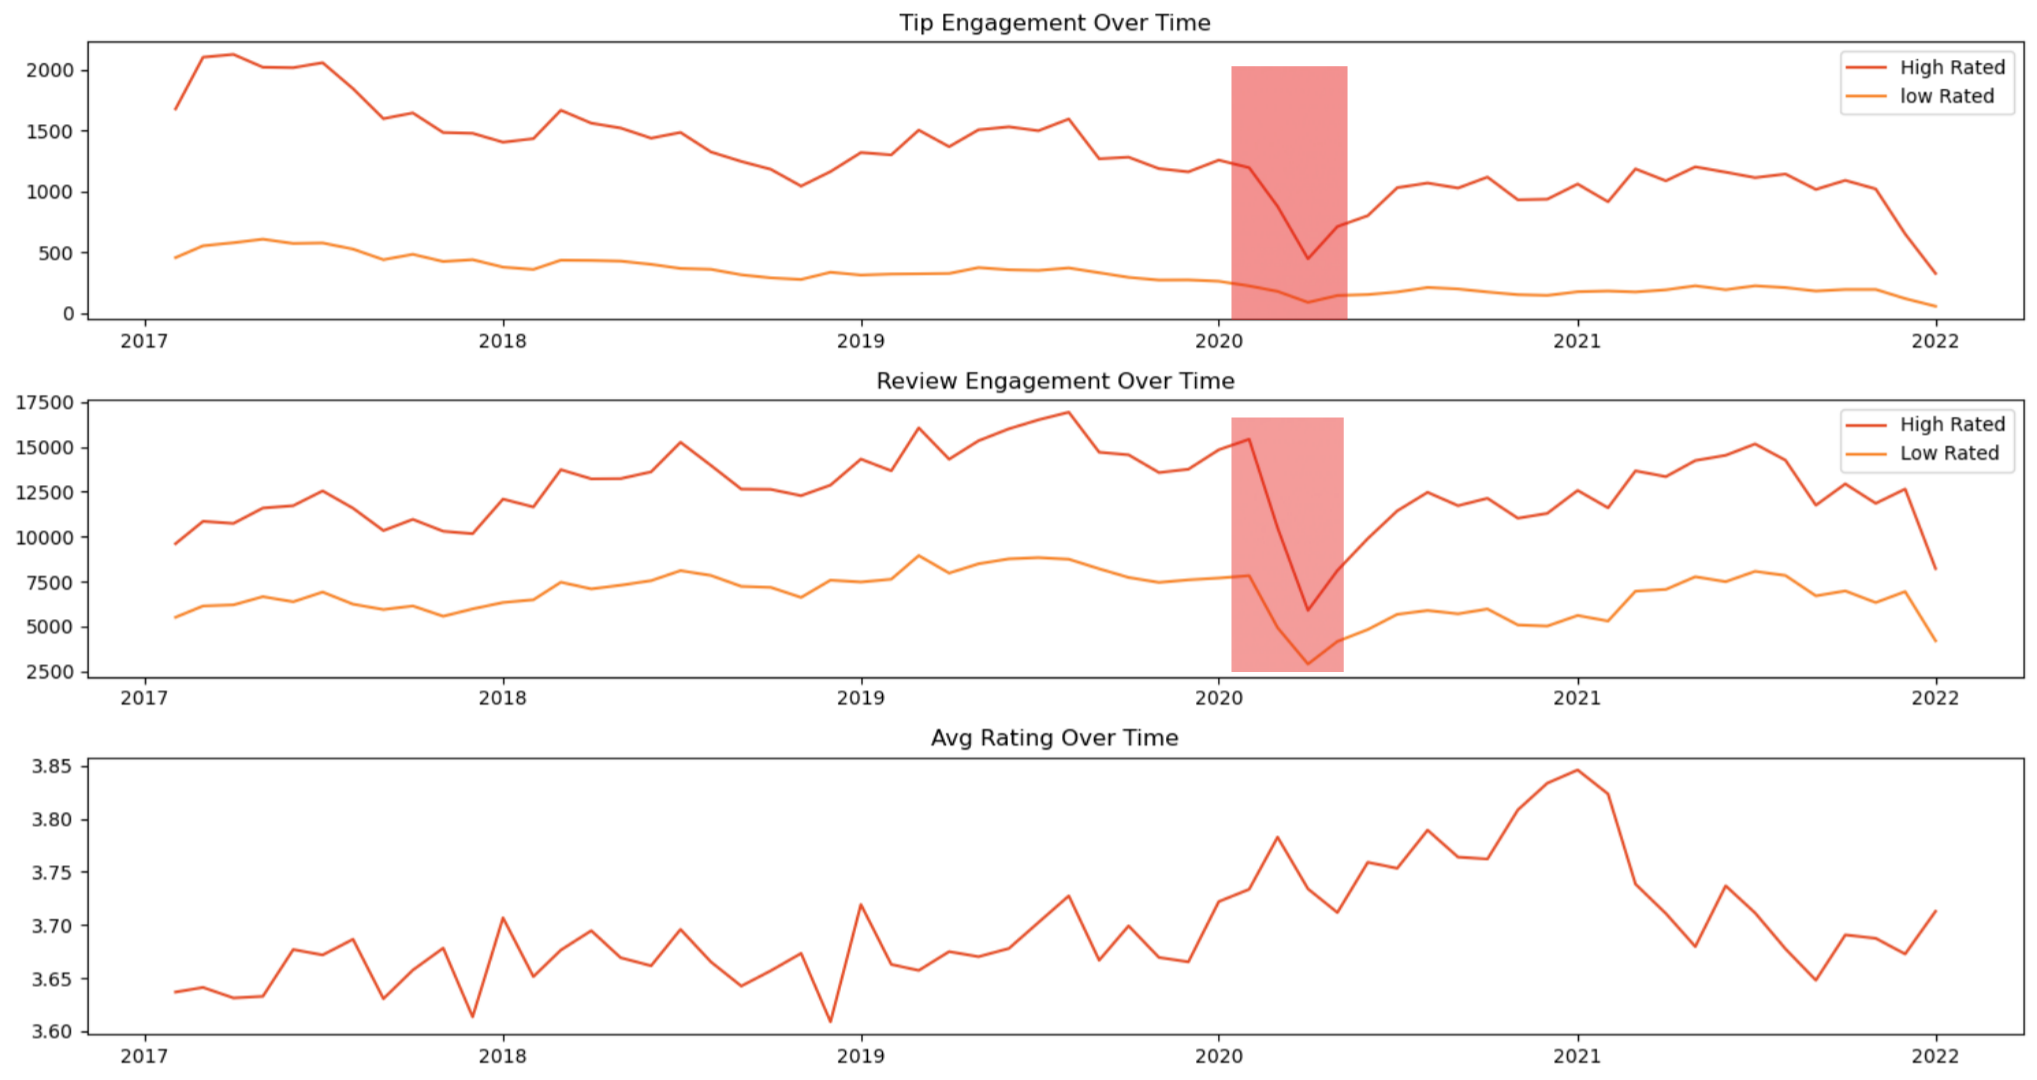 Tip Engagement Over Time
2000
1500
1000
500
0
High Rated
low Rated
2017 2018 2019 2020 2021 2022
Review Engagement Over Time
17500
15000
12500
10000
7500
5000
2500
High Rated
Low Rated
2017 2018 2019 2020 2021 2022
Avg Rating Over Time
3.85
3.80
3.75
3.70
3.65
3.60
2017 2018 2019 2020 2021 2022